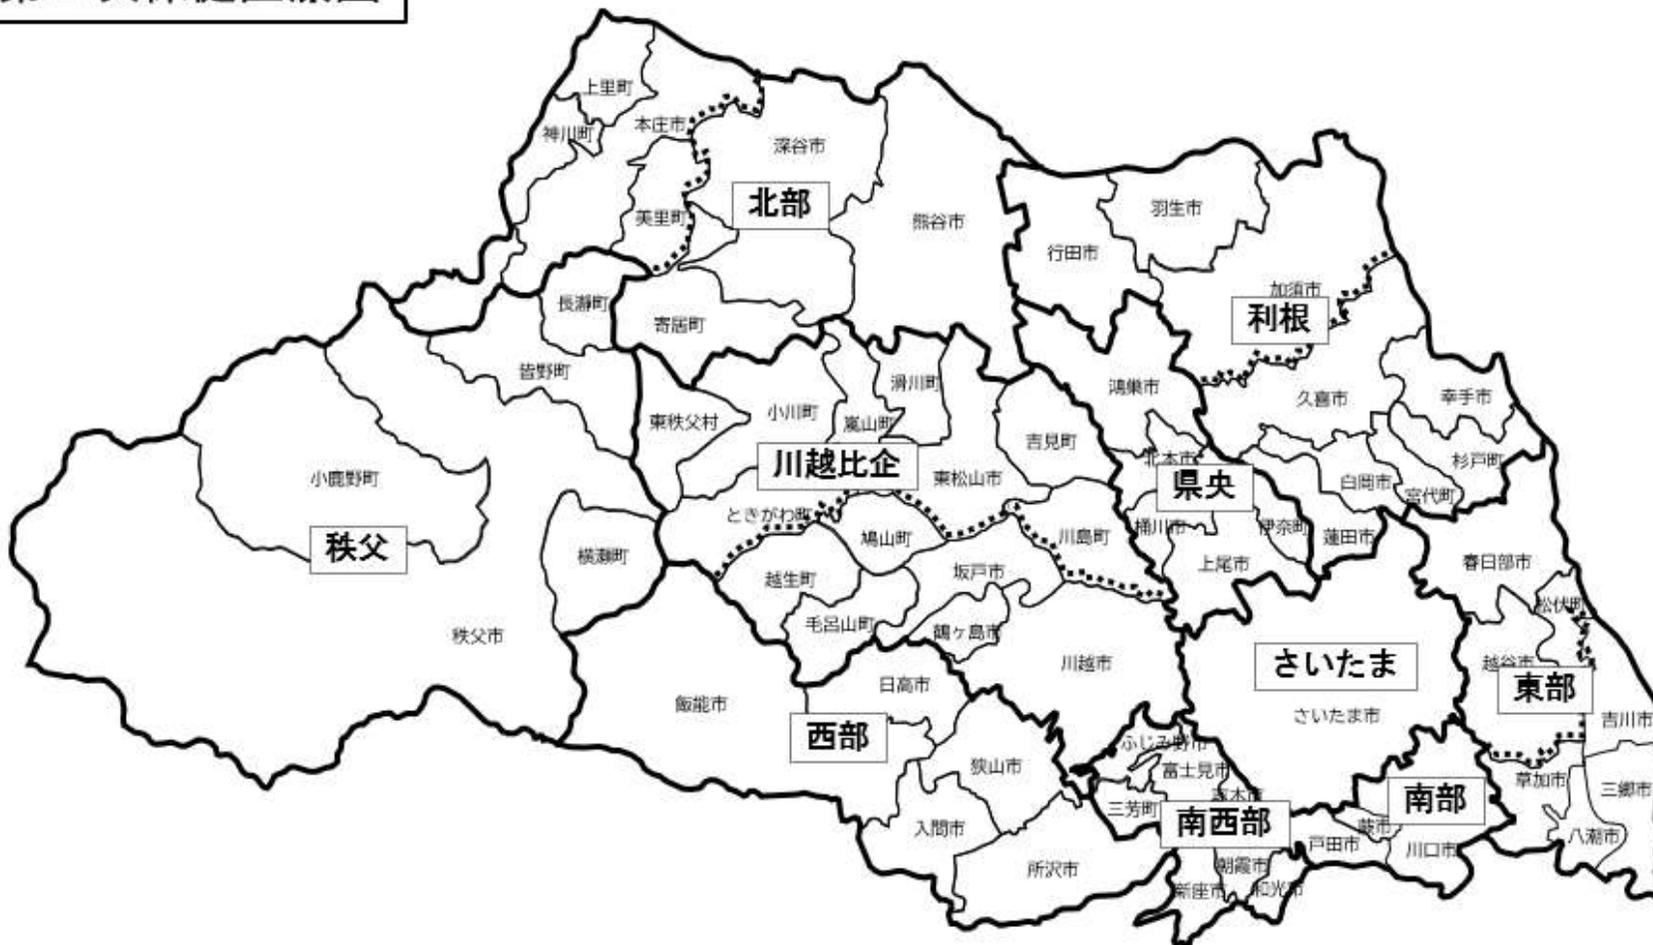 上里町
神川町
本庄市
深谷市
美里町
北部
熊谷市
羽生市
行田市
加須市
利根
長瀞町
寄居町
皆野町
東秩父村
小川町
嵐山町
滑川町
吉見町
鴻巣市
久喜市
幸手市
川越比企
東松山市
北本市
県央
白岡市
宮代町
杉戸町
小鹿野町
秩父
ときがわ町
鳩山町
川島町
桶川市
伊奈町
蓮田市
上尾市
春日部市
横瀬町
越生町
坂戸市
松伏町
秩父市
毛呂山町
鶴ヶ島市
川越市
さいたま
さいたま市
越谷市
東部
吉川市
飯能市
日高市
西部
狭山市
ふじみ野市
富士見市
三芳町
南西部
南部
草加市
三郷市
入間市
蕨市
戸田市
川口市
八潮市
所沢市
朝霞市
新座市
和光市